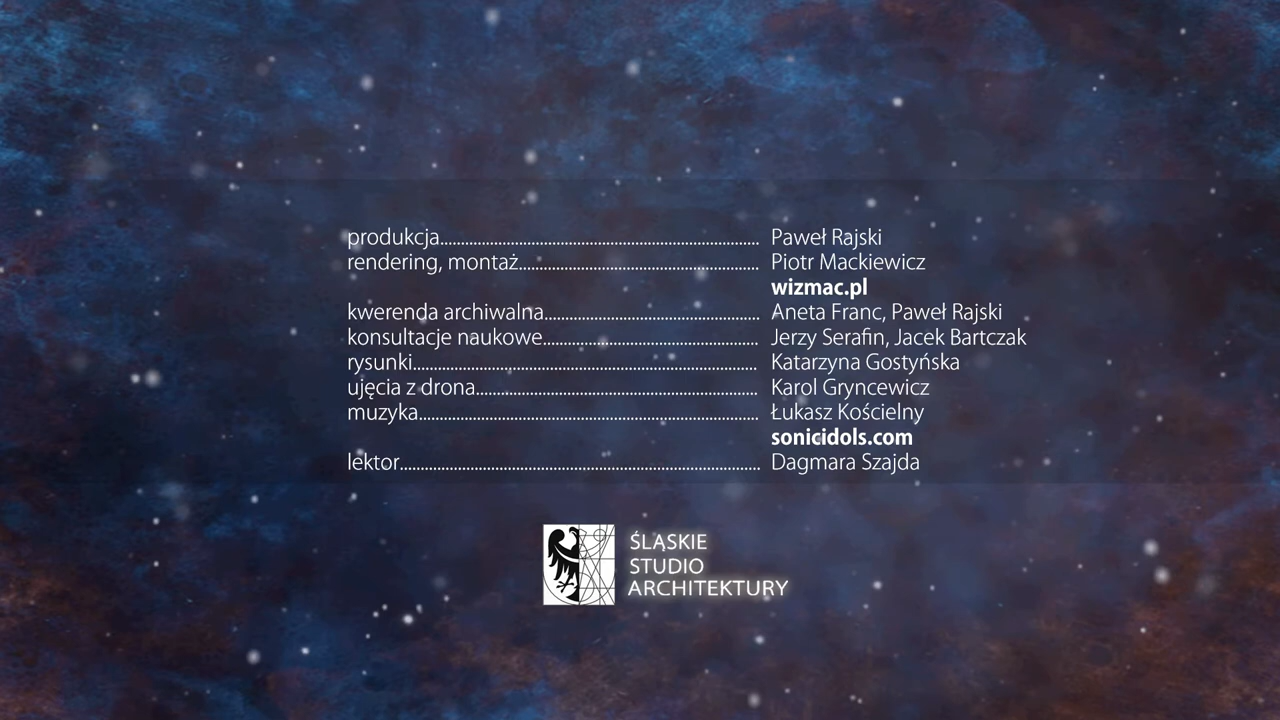 produkcja............................................................................... Paweł Rajski
rendering, montaż............................................................ Piotr Mackiewicz
wizmac.pl
kwerenda archiwalna...................................................... Aneta Franc, Paweł Rajski
konsultacje naukowe...................................................... Jerzy Serafin, Jacek Bartczak
rysunki...................................................................................... Katarzyna Gostyńska
ujęcia z drona....................................................................... Karol Gryncewicz
muzyka..................................................................................... Łukasz Kościelny
sonicidols.com
lektor.......................................................................................... Dagmara Szajda
ŚLĄSKIE
STUDIO
ARCHITEKTURY